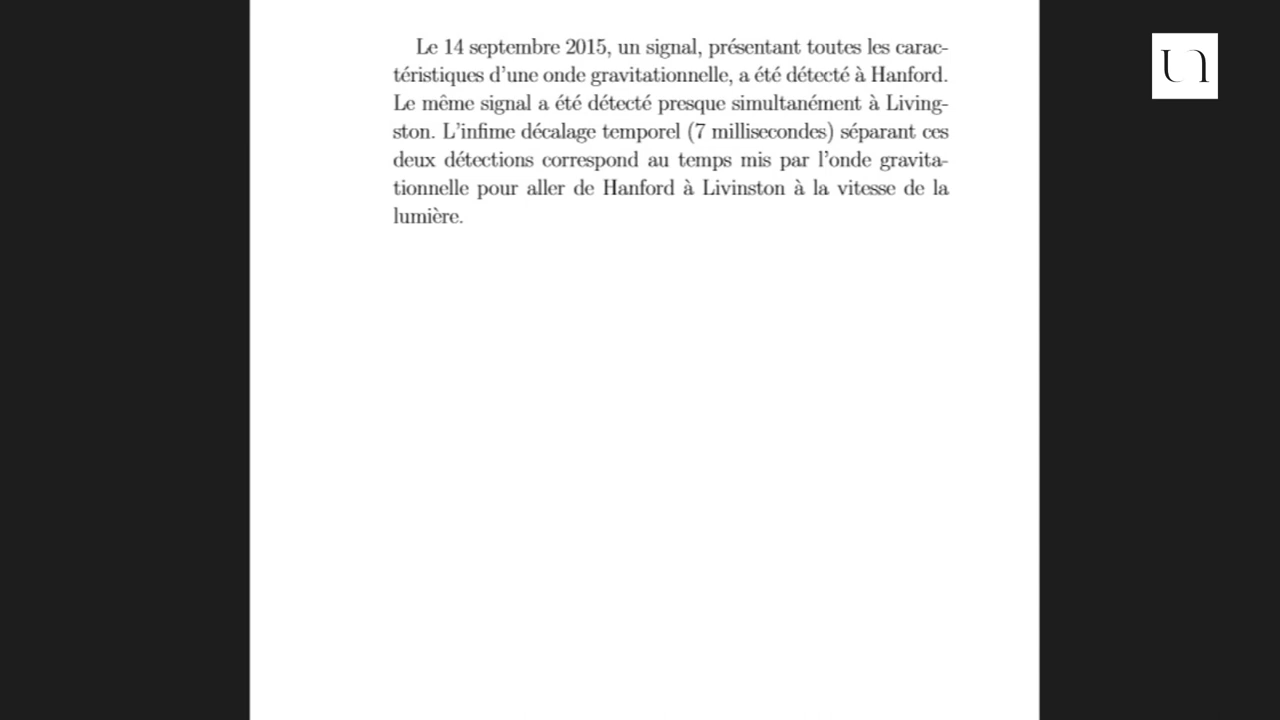 Le 14 septembre 2015, un signal, présentant toutes les carac-
téristiques d'une onde gravitationnelle, a été détecté à Hanford.
Le même signal a été détecté presque simultanément à Living-
ston. L'infime décalage temporel (7 millisecondes) séparant ces
deux détections correspond au temps mis par l'onde gravita-
tionnelle pour aller de Hanford à Livinston à la vitesse de la
lumière.